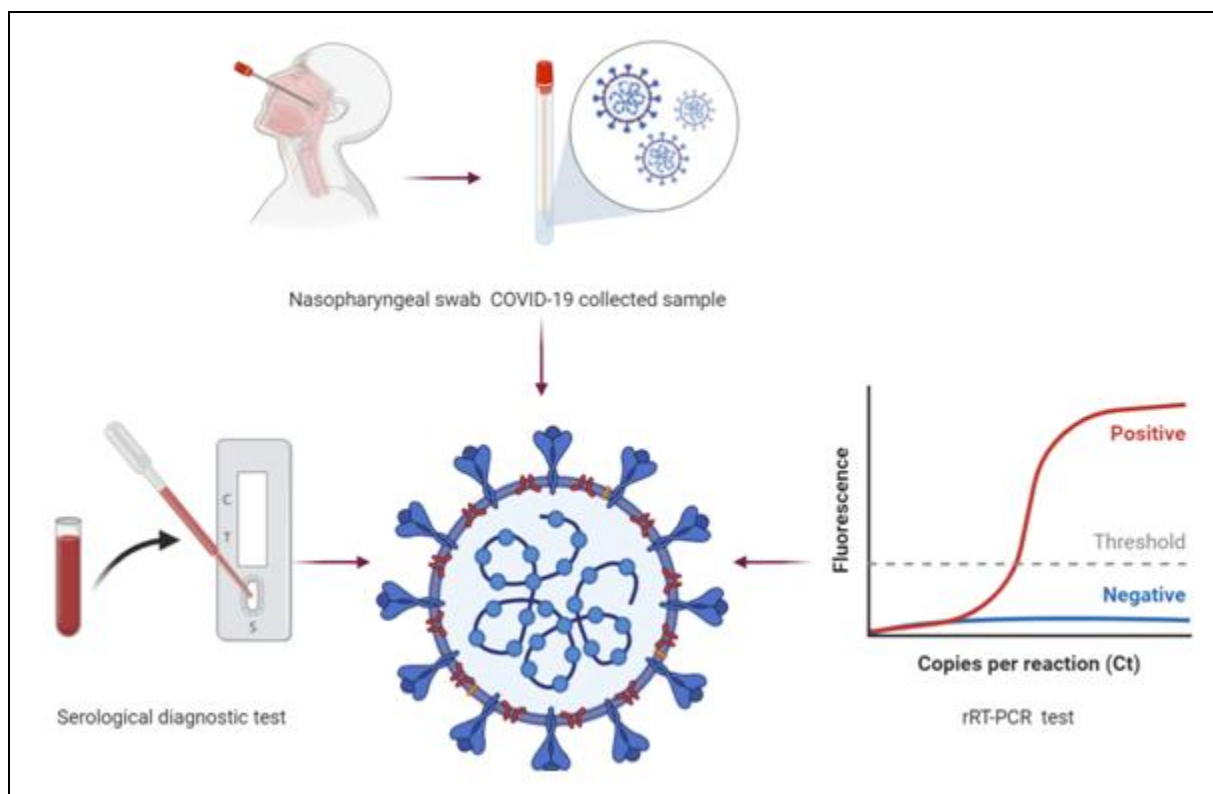 Nasopharyngeal swab COVID-19 collected sample
C
T
S
Serological diagnostic test
Fluorescence
Positive
Threshold
Negative
Copies per reaction (Ct)
rRT-PCR test